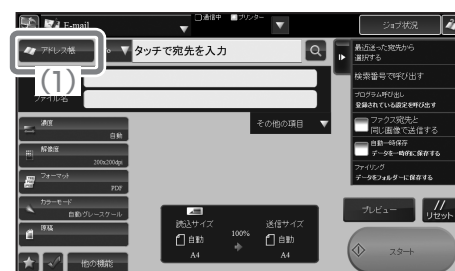 E-mail
通信中
プリンター
ジョブ状況
アドレス帳
(1)
タッチで宛先を入力
ファイル名
最近送った宛先から
選択する
検索番号で呼び出す
プログラム呼び出し
登録されている設定を呼び出す
ファクス宛先と
同じ画像で送信する
自動一時保存
データを一時的に保存する
ファイリング
データをフォルダーに保存する
その他の項目
濃度
自動
解像度
200x200dpi
フォーマット
PDF
カラーモード
自動/グレースケール
原稿
他の機能
読込サイズ
100%
送信サイズ
自動
自動
A4
A4
プレビュー
リセット
スタート